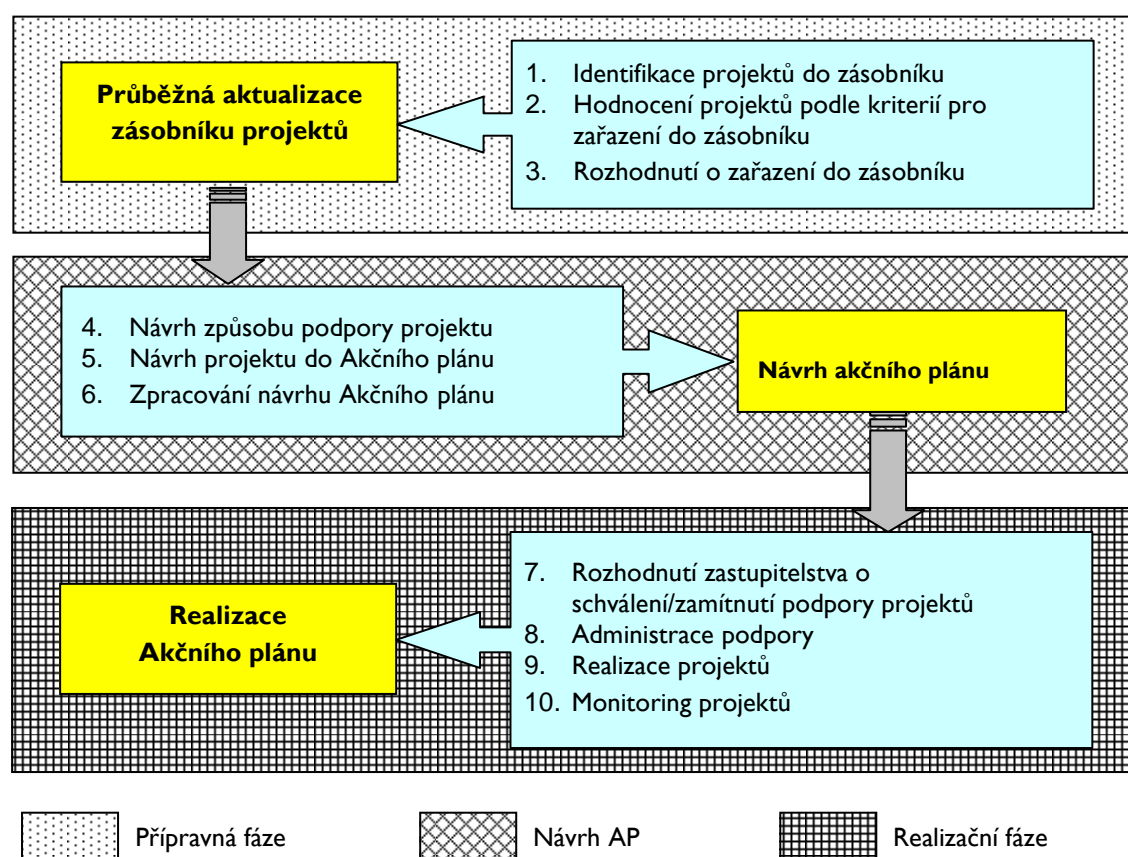 Průběžná aktualizace
zásobníku projektů
1. Identifikace projektů do zásobníku
2. Hodnocení projektů podle kriterií pro
zařazení do zásobníku
3. Rozhodnutí o zařazení do zásobníku
4. Návrh způsobu podpory projektu
5. Návrh projektu do Akčního plánu
6. Zpracování návrhu Akčního plánu
Návrh akčního plánu
Realizace
Akčního plánu
7. Rozhodnutí zastupitelstva o
schválení/zamítnutí podpory projektů
8. Administrace podpory
9. Realizace projektů
10. Monitoring projektů
Přípravná fáze
Návrh AP
Realizační fáze